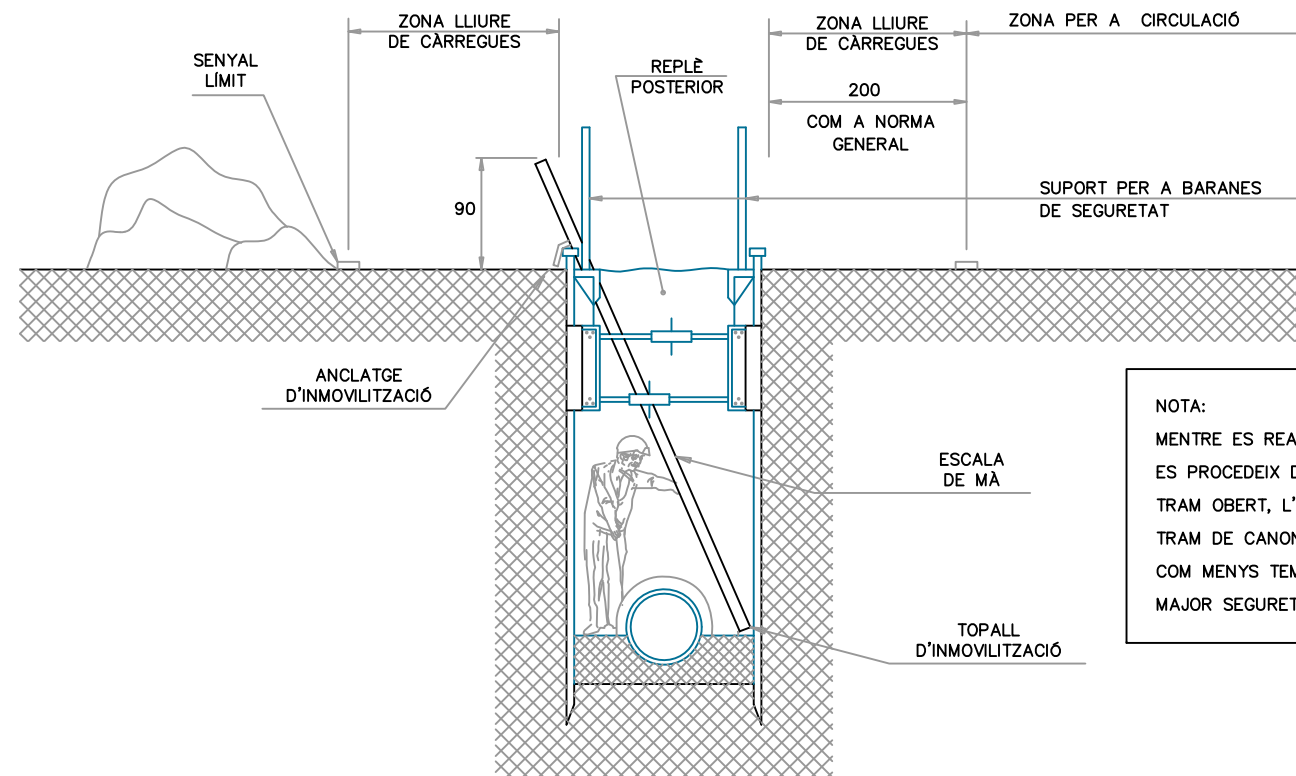 ZONA LLIURE
DE CÀRREGUES
ZONA LLIURE
DE CÀRREGUES
ZONA PER A CIRCULACIÓ
SENYAL
LÍMIT
REPLÈ
POSTERIOR
200
COM A NORMA
GENERAL
90
SUPORT PER A BARANES
DE SEGURETAT
ANCLATGE
D'INMOVILITZACIÓ
ESCALA
DE MÀ
TOPALL
D'INMOVILITZACIÓ
NOTA:
MENTRE ES REA
ES PROCEDEIX D
TRAM OBERT, L'
TRAM DE CANON
COM MENYS TEM
MAJOR SEGURET